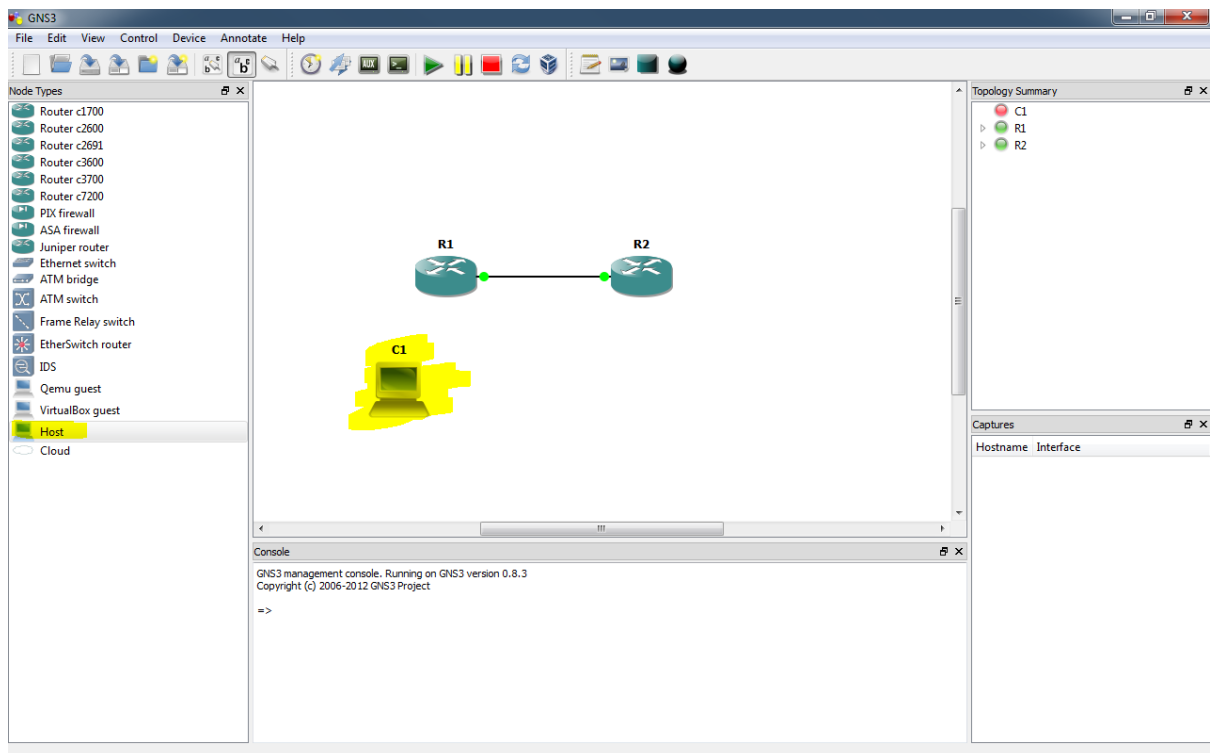 GNS3
File Edit View Control Device Annotate Help
Node Types
Router c1700
Router c2600
Router c2691
Router c3600
Router c3700
Router c7200
PIX firewall
ASA firewall
Juniper router
Ethernet switch
ATM bridge
ATM switch
Frame Relay switch
EtherSwitch router
IDS
Qemu guest
VirtualBox guest
Host
Cloud
R1 R2
C1
Console
GNS3 management console. Running on GNS3 version 0.8.3
Copyright (c) 2006-2012 GNS3 Project
=>
Topology Summary
C1
R1
R2
Captures
Hostname Interface